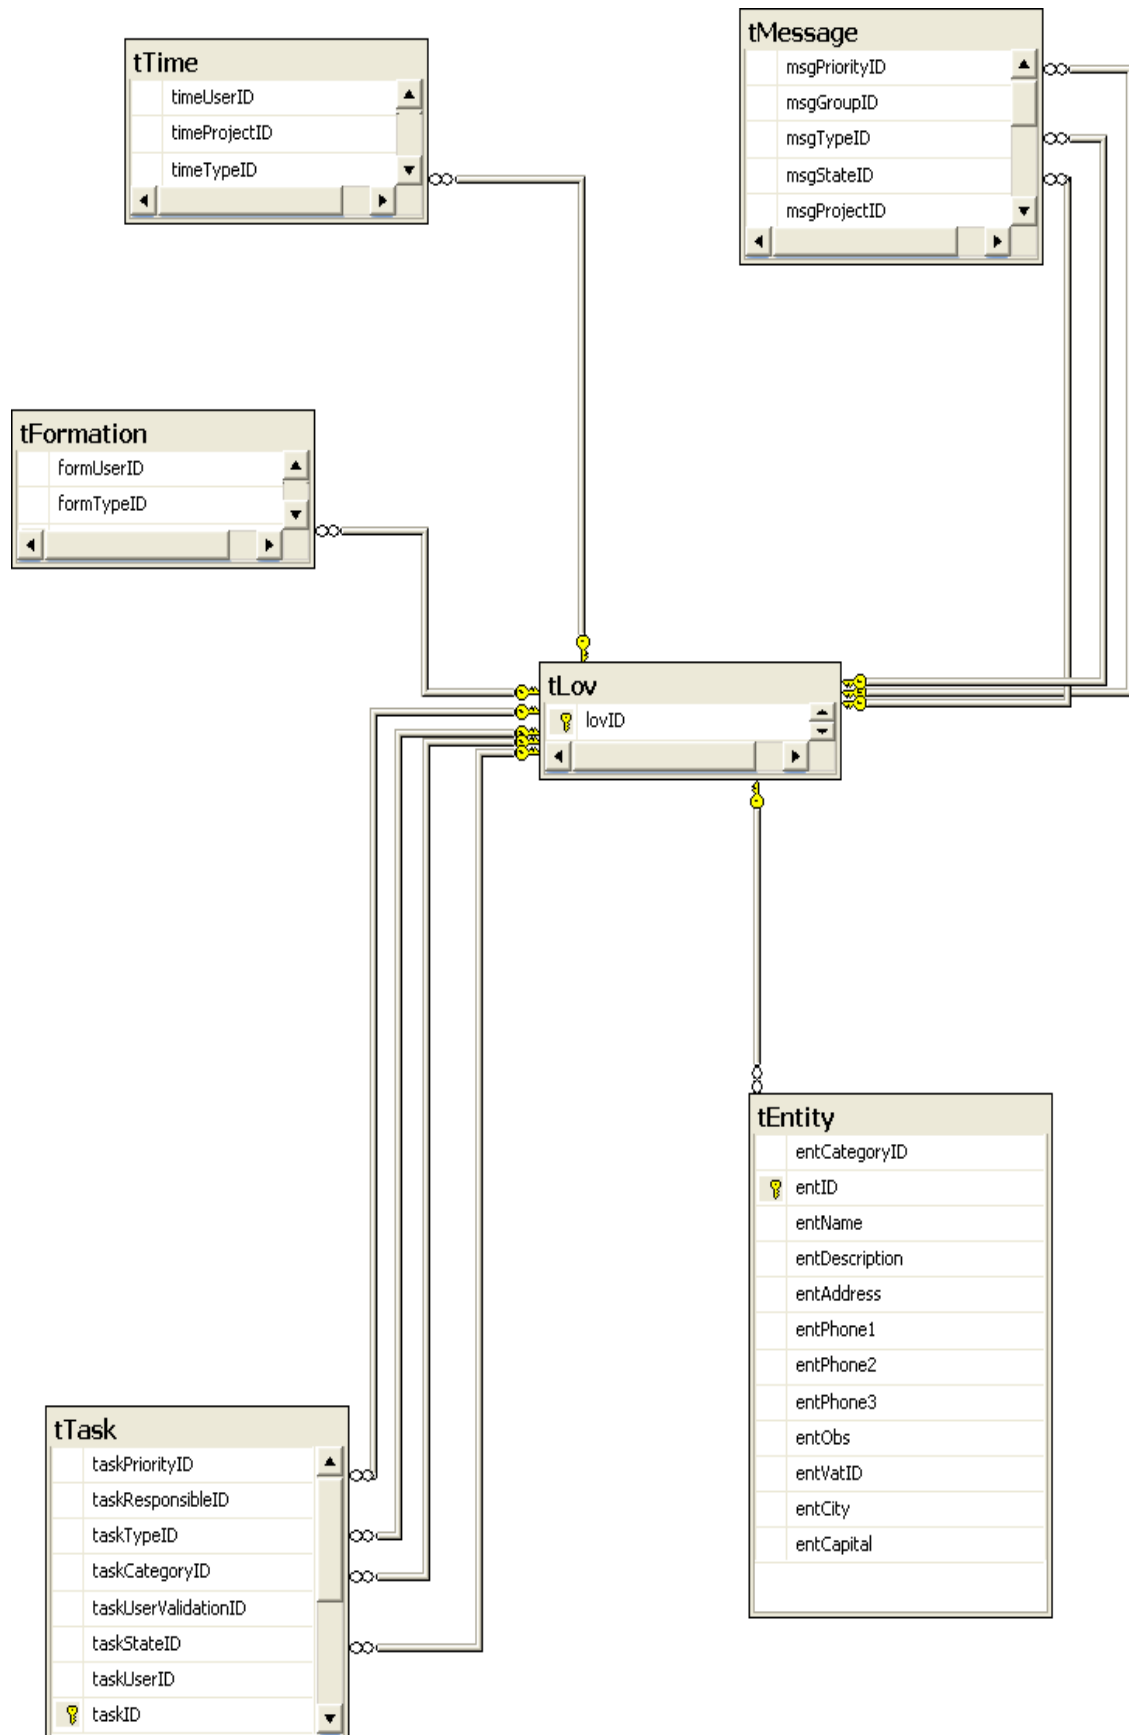 tMessage
msgPriorityID
msgGroupID
msgTypeID
msgStateID
msgProjectID
tTime
timeUserID
timeProjectID
timeTypeID
tFormation
formUserID
formTypeID
tLov
lovID
tEntity
entCategoryID
entID
entName
entDescription
entAddress
entPhone1
entPhone2
entPhone3
entObs
entVatID
entCity
entCapital
tTask
taskPriorityID
taskResponsibleID
taskTypeID
taskCategoryID
taskUserValidationID
taskStateID
taskUserID
taskID